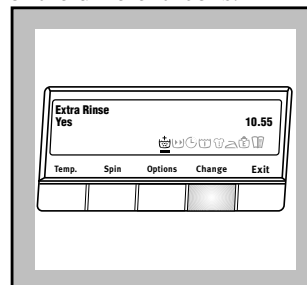 Extra Rinse
Yes 10.55
Temp. Spin Options Change Exit